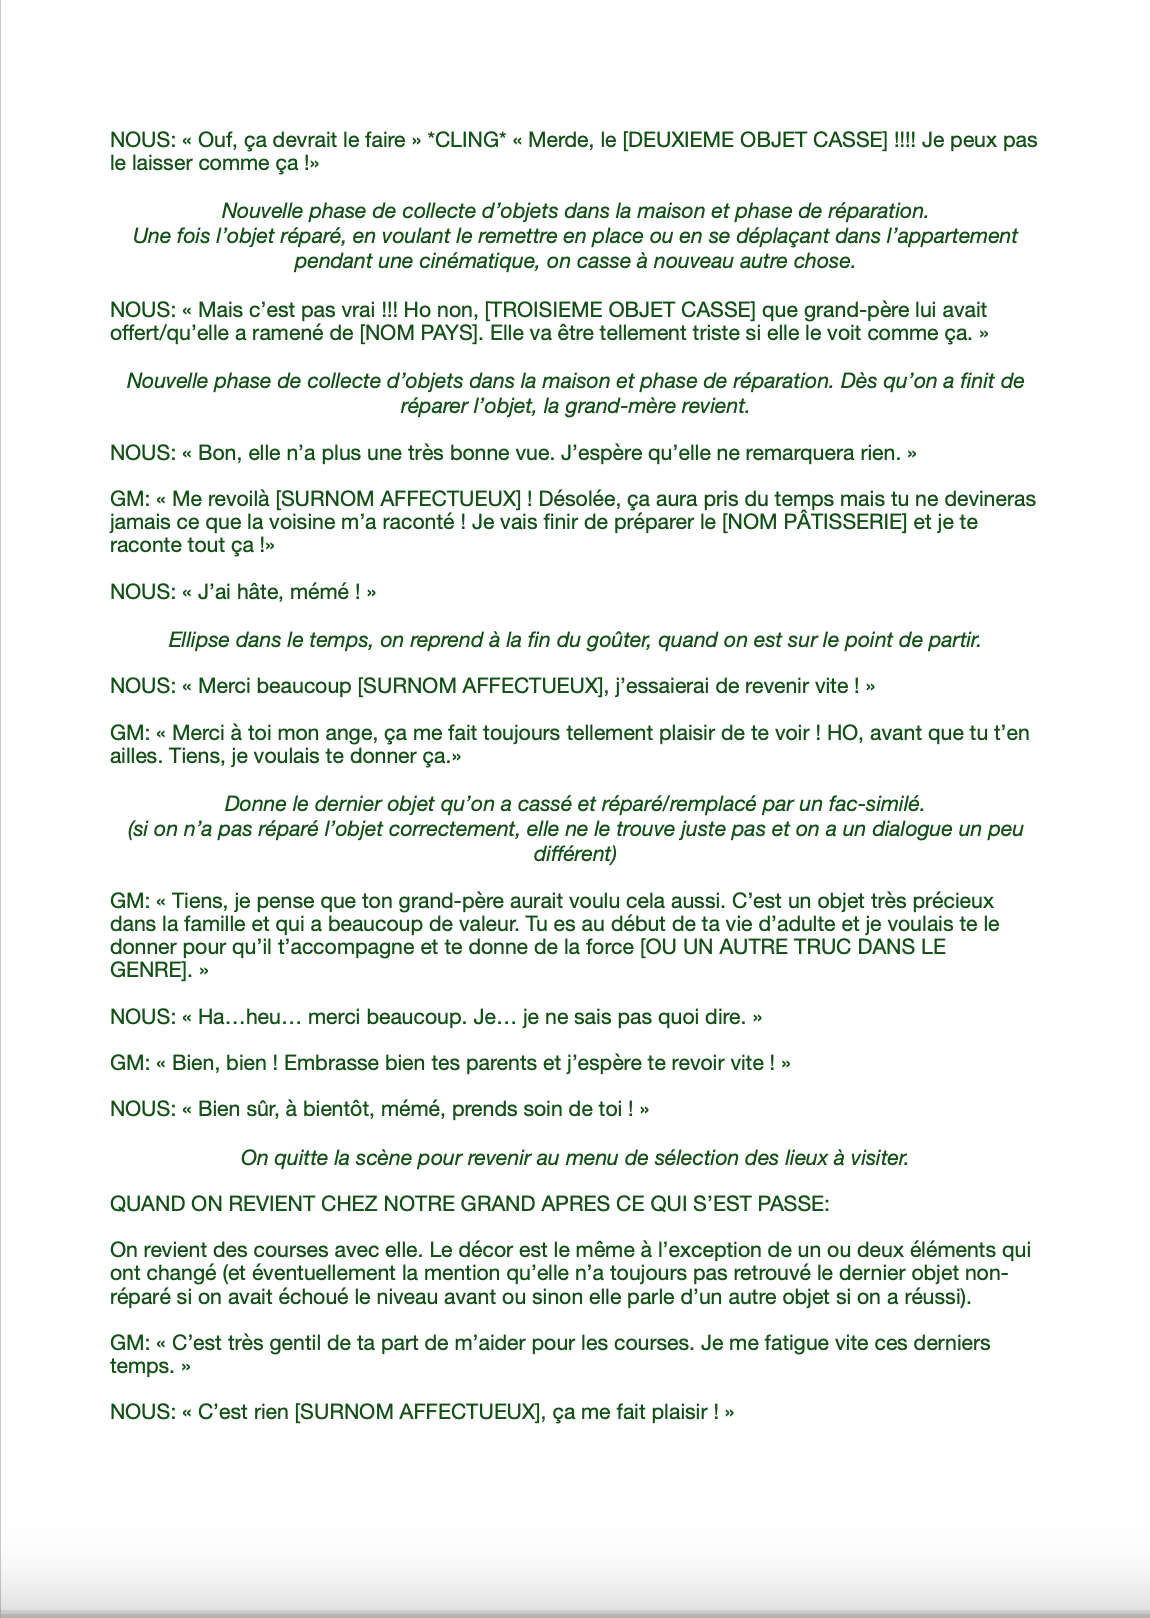 NOUS: « Ouf, ça devrait le faire » *CLING* « Merde, le [DEUXIEME OBJET CASSE] !!!! Je peux pas
le laisser comme ça !»
Nouvelle phase de collecte d’objets dans la maison et phase de réparation.
Une fois l’objet réparé, en voulant le remettre en place ou en se déplaçant dans l’appartement
pendant une cinématique, on casse à nouveau autre chose.
NOUS: « Mais c’est pas vrai !!! Ho non, [TROISIEME OBJET CASSE] que grand-père lui avait
offert/qu’elle a ramené de [NOM PAYS]. Elle va être tellement triste si elle le voit comme ça. »
Nouvelle phase de collecte d’objets dans la maison et phase de réparation. Dès qu’on a finit de
réparer l’objet, la grand-mère revient.
NOUS: « Bon, elle n’a plus une très bonne vue. J’espère qu’elle ne remarquera rien. »
GM: « Me revoilà [SURNOM AFFECTUEUX] ! Désolée, ça aura pris du temps mais tu ne devineras
jamais ce que la voisine m’a raconté ! Je vais finir de préparer le [NOM PÂTISSERIE] et je te
raconte tout ça !»
NOUS: « J’ai hâte, mémé ! »
Ellipse dans le temps, on reprend à la fin du goûter, quand on est sur le point de partir.
NOUS: « Merci beaucoup [SURNOM AFFECTUEUX], j’essaierai de revenir vite ! »
GM: « Merci à toi mon ange, ça me fait toujours tellement plaisir de te voir ! HO, avant que tu t’en
ailles. Tiens, je voulais te donner ça.»
Donne le dernier objet qu’on a cassé et réparé/remplacé par un fac-similé.
(si on n’a pas réparé l’objet correctement, elle ne le trouve juste pas et on a un dialogue un peu
différent)
GM: « Tiens, je pense que ton grand-père aurait voulu cela aussi. C’est un objet très précieux
dans la famille et qui a beaucoup de valeur. Tu es au début de ta vie d’adulte et je voulais te le
donner pour qu’il t’accompagne et te donne de la force [OU UN AUTRE TRUC DANS LE
GENRE]. »
NOUS: « Ha…heu… merci beaucoup. Je… je ne sais pas quoi dire. »
GM: « Bien, bien ! Embrasse bien tes parents et j’espère te revoir vite ! »
NOUS: « Bien sûr, à bientôt, mémé, prends soin de toi ! »
On quitte la scène pour revenir au menu de sélection des lieux à visiter.
QUAND ON REVIENT CHEZ NOTRE GRAND APRES CE QUI S’EST PASSE:
On revient des courses avec elle. Le décor est le même à l’exception de un ou deux éléments qui
ont changé (et éventuellement la mention qu’elle n’a toujours pas retrouvé le dernier objet non-
réparé si on avait échoué le niveau avant ou sinon elle parle d’un autre objet si on a réussi).
GM: « C’est très gentil de ta part de m’aider pour les courses. Je me fatigue vite ces derniers
temps. »
NOUS: « C’est rien [SURNOM AFFECTUEUX], ça me fait plaisir ! »